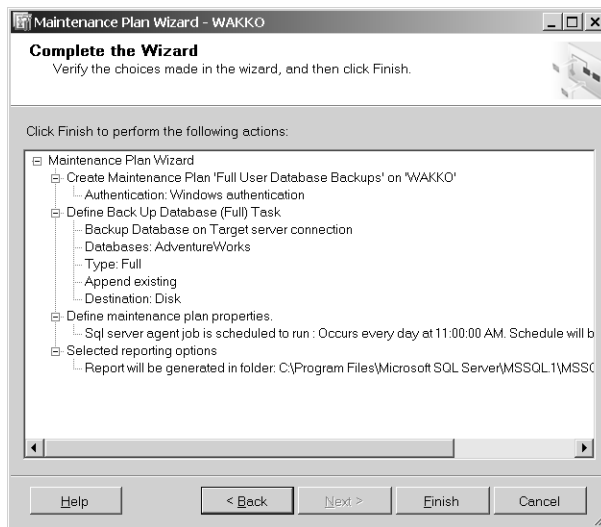 Maintenance Plan Wizard - WAKKO
Complete the Wizard
Verify the choices made in the wizard, and then click Finish.
Click Finish to perform the following actions:
Maintenance Plan Wizard
Create Maintenance Plan 'Full User Database Backups' on 'WAKKO'
Authentication: Windows authentication
Define Back Up Database (Full) Task
Backup Database on Target server connection
Databases: AdventureWorks
Type: Full
Append existing
Destination: Disk
Define maintenance plan properties.
Sql server agent job is scheduled to run : Occurs every day at 11:00:00 AM. Schedule will b
Selected reporting options
Report will be generated in folder: C:\Program Files\Microsoft SQL Server\MSSQL.1\MSSQ
Help < Back Next > Finish Cancel